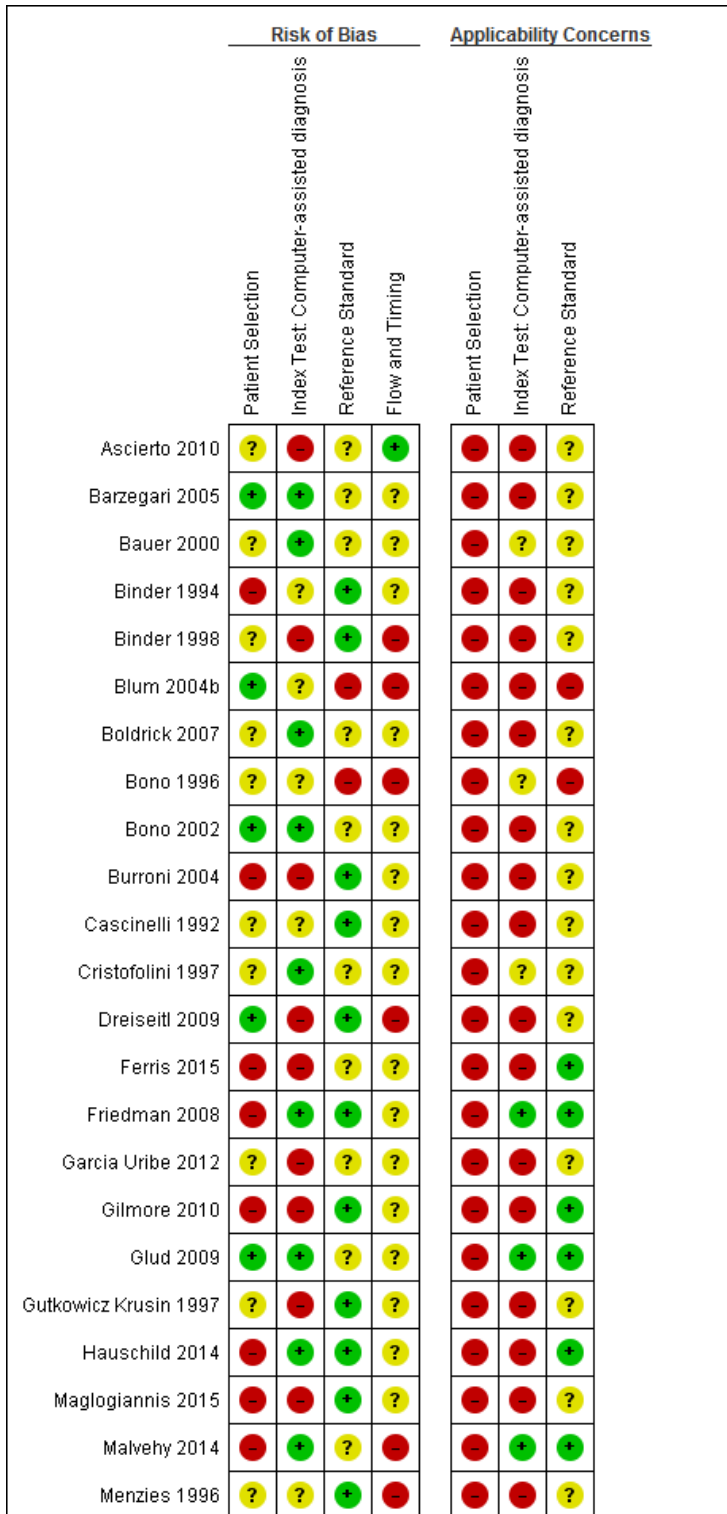 Risk of Bias
Applicability Concerns
Patient Selection
Index Test: Computer-assisted diagnosis
Reference Standard
Flow and Timing
Patient Selection
Index Test: Computer-assisted diagnosis
Reference Standard
Ascierto 2010 ? - ? + - - ?
Barzegari 2005 + + ? ? - - ?
Bauer 2000 ? + ? ? - ? ?
Binder 1994 - ? + ? - - ?
Binder 1998 ? - + - - - ?
Blum 2004b + ? - - - - -
Boldrick 2007 ? + ? ? - - ?
Bono 1996 ? ? - - - ? -
Bono 2002 + + ? ? - - ?
Burroni 2004 - - + ? - - ?
Cascinelli 1992 ? ? + ? - - ?
Cristofolini 1997 ? + ? ? - ? ?
Dreiseitl 2009 + - + - - - ?
Ferris 2015 - - ? ? - - +
Friedman 2008 - + + ? - + +
Garcia Uribe 2012 ? - ? ? - - ?
Gilmore 2010 - - + ? - - +
Glud 2009 + + ? ? - + +
Gutkowicz Krusin 1997 ? - + ? - - ?
Hauschild 2014 - + + ? - - +
Maglogiannis 2015 - - + ? - - ?
Malvehy 2014 - + ? - - + +
Menzies 1996 ? ? + - - - ?